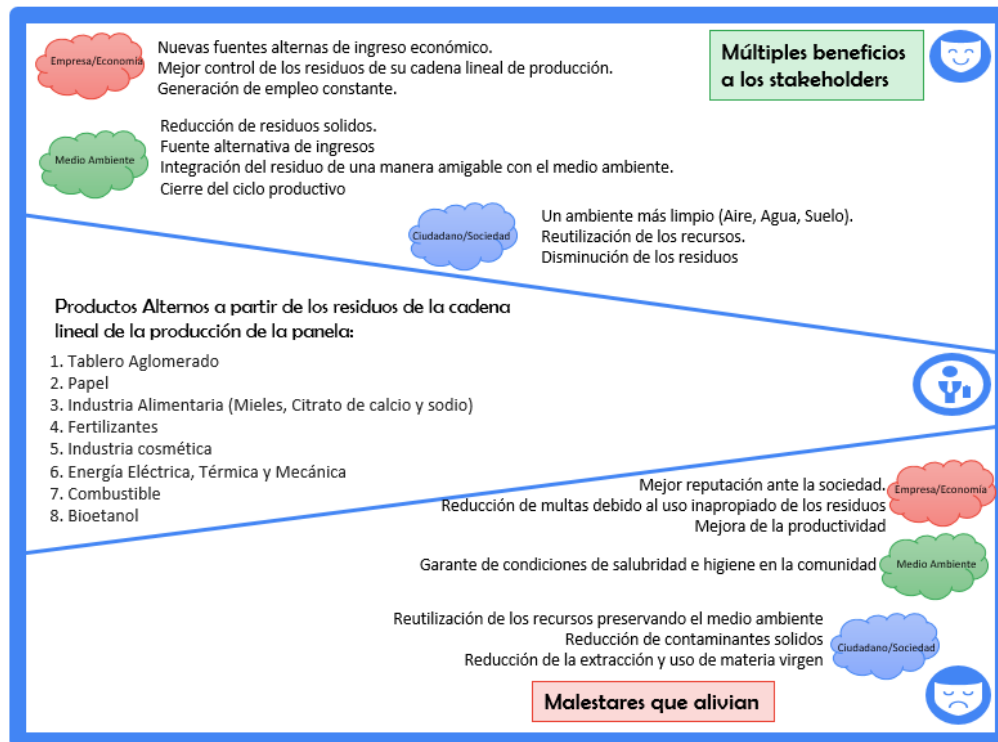 Empresa/Economía
Nuevas fuentes alternas de ingreso económico.
Mejor control de los residuos de su cadena lineal de producción.
Generación de empleo constante.
Múltiples beneficios
a los stakeholders
Medio Ambiente
Reducción de residuos solidos.
Fuente alternativa de ingresos
Integración del residuo de una manera amigable con el medio ambiente.
Cierre del ciclo productivo
Ciudadano/Sociedad
Un ambiente más limpio (Aire, Agua, Suelo).
Reutilización de los recursos.
Disminución de los residuos
Productos Alternos a partir de los residuos de la cadena
lineal de la producción de la panela:
1. Tablero Aglomerado
2. Papel
3. Industria Alimentaria (Mieles, Citrato de calcio y sodio)
4. Fertilizantes
5. Industria cosmética
6. Energía Eléctrica, Térmica y Mecánica
7. Combustible
8. Bioetanol
Mejor reputación ante la sociedad.
Reducción de multas debido al uso inapropiado de los residuos
Mejora de la productividad
Empresa/Economía
Garante de condiciones de salubridad e higiene en la comunidad
Medio Ambiente
Reutilización de los recursos preservando el medio ambiente
Reducción de contaminantes solidos
Reducción de la extracción y uso de materia virgen
Ciudadano/Sociedad
Malestares que alivian